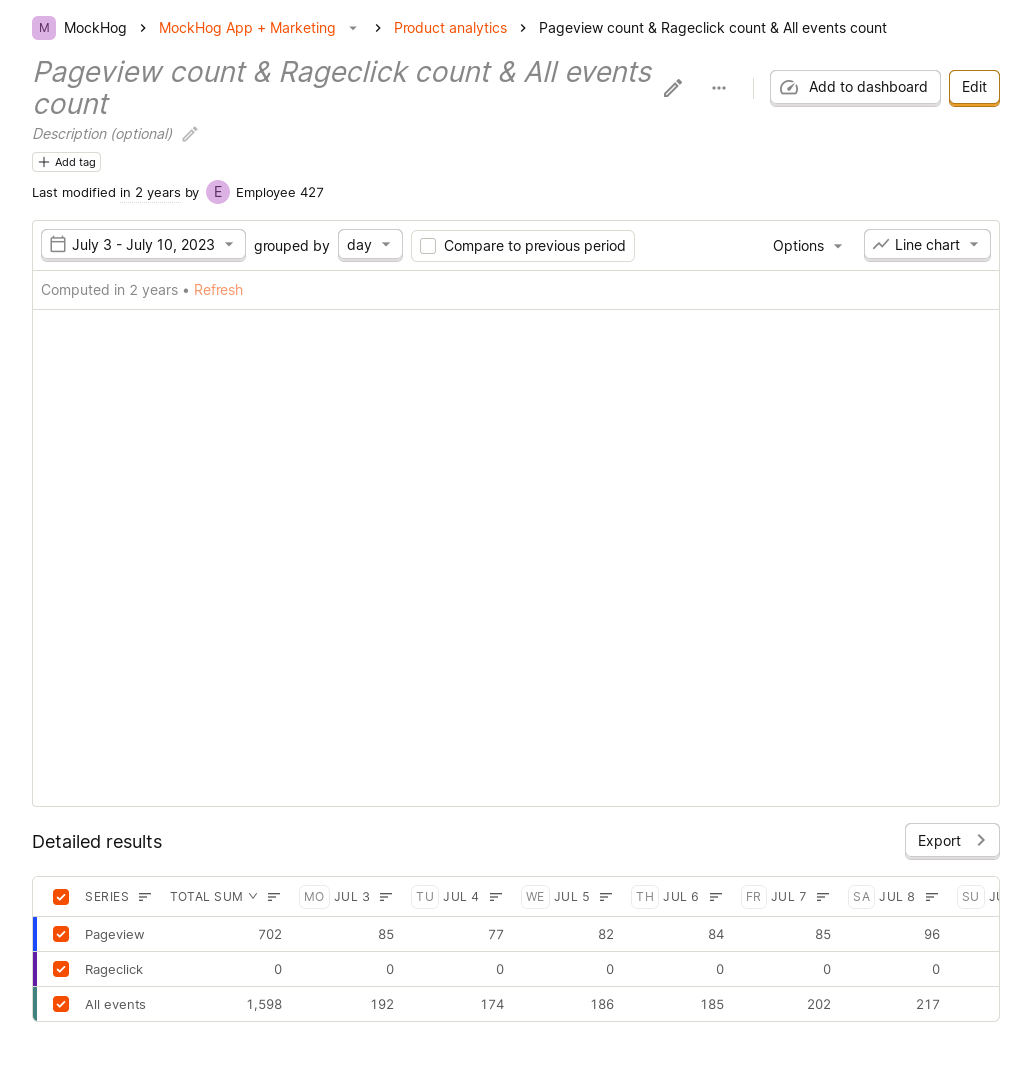 M MockHog MockHog App + Marketing Product analytics Pageview count & Rageclick count & All events count
Pageview count & Rageclick count & All events
count
Description (optional)
Add to dashboard Edit
Add tag
Last modified in 2 years by E Employee 427
July 3 - July 10, 2023 grouped by day Compare to previous period Options Line chart
Computed in 2 years • Refresh
Detailed results Export
SERIES TOTAL SUM MO JUL 3 TU JUL 4 WE JUL 5 TH JUL 6 FR JUL 7 SA JUL 8 SU
Pageview 702 85 77 82 84 85 96
Rageclick 0 0 0 0 0 0 0
All events 1,598 192 174 186 185 202 217